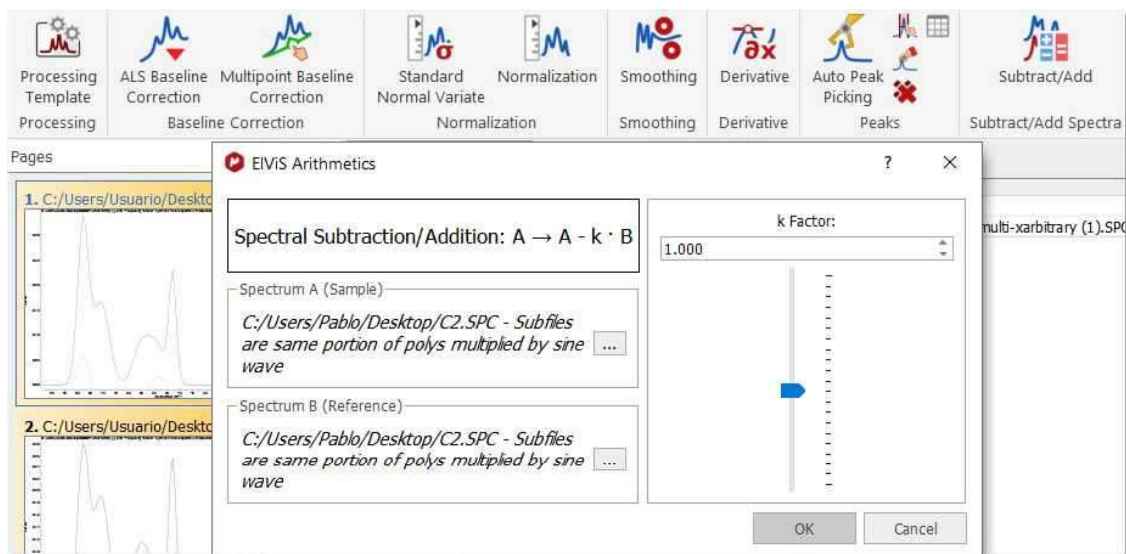 Processing Template
ALS Baseline Correction
Multipoint Baseline Correction
Standard Normal Variate
Normalization
Smoothing
Derivative
Auto Peak Picking
Subtract/Add
Processing
Baseline Correction
Normalization
Smoothing
Derivative
Peaks
Subtract/Add Spectra
Pages
ElViS Arithmetics
?
1. C:/Users/Usuario/Deskto
multi-xarbitrary (1).SPC
Spectral Subtraction/Addition: A → A - k · B
k Factor:
1.000
Spectrum A (Sample)
C:/Users/Pablo/Desktop/C2.SPC - Subfiles
are same portion of polys multiplied by sine
wave
...
Spectrum B (Reference)
C:/Users/Pablo/Desktop/C2.SPC - Subfiles
are same portion of polys multiplied by sine
wave
...
2. C:/Users/Usuario/Deskto
OK
Cancel